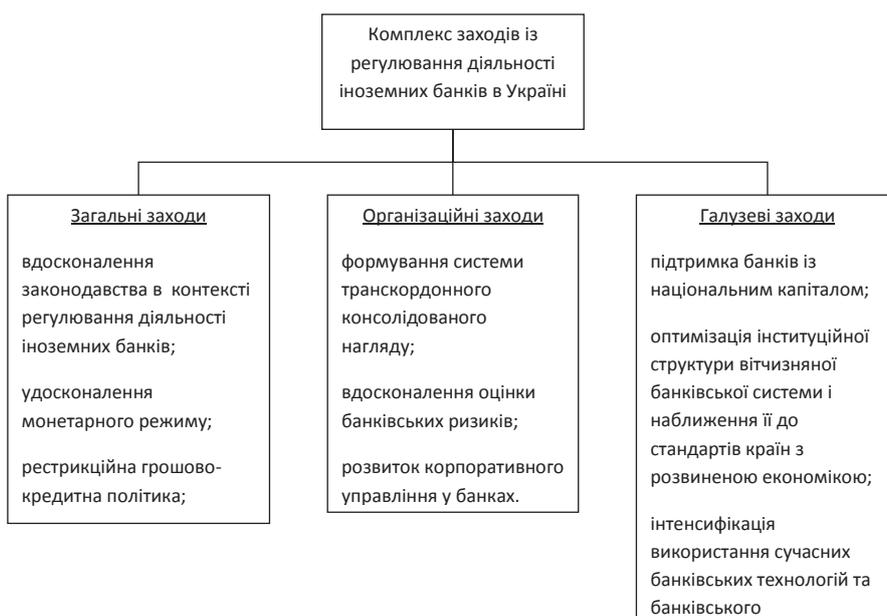 Комплекс заходів із
регулювання діяльності
іноземних банків в Україні
Загальні заходи
вдосконалення
законодавства в контексті
регулювання діяльності
іноземних банків;
удосконалення
монетарного режиму;
рестрикційна грошово-
кредитна політика;
Організаційні заходи
формування системи
транскордонного
консолідованого
нагляду;
вдосконалення оцінки
банківських ризиків;
розвиток корпоративного
управління у банках.
Галузеві заходи
підтримка банків із
національним капіталом;
оптимізація інституційної
структури вітчизняної
банківської системи і
наближення її до
стандартів країн з
розвиненою економікою;
інтенсифікація
використання сучасних
банківських технологій та
банківського